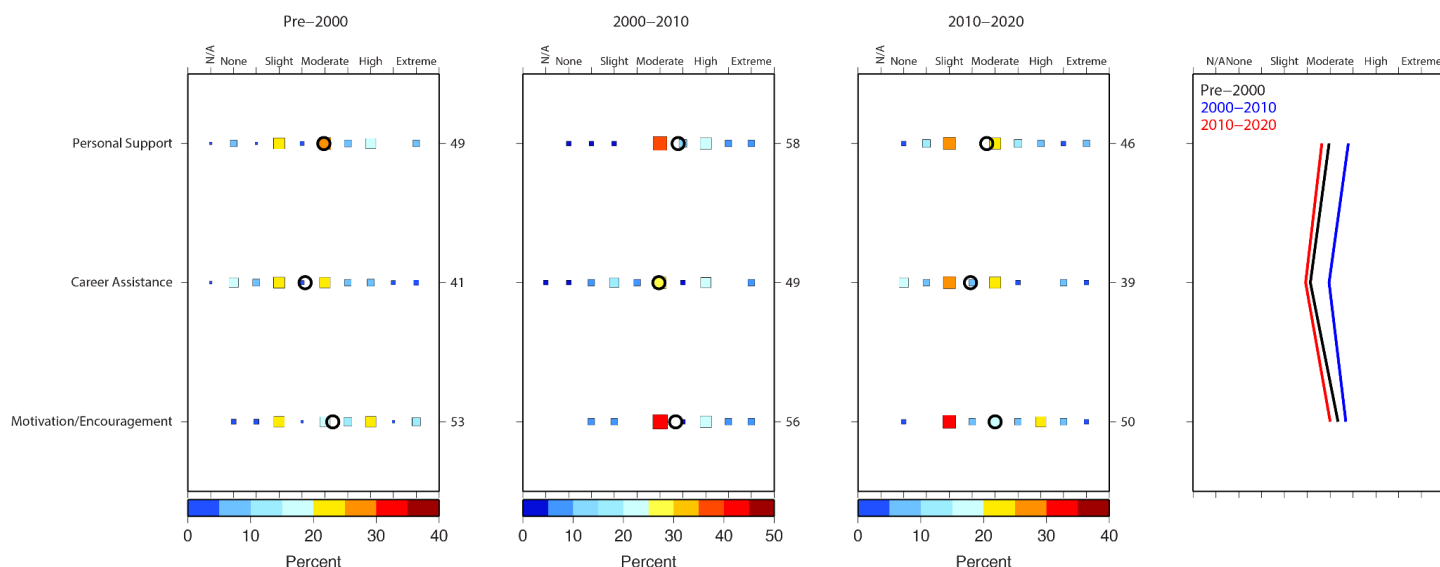 Pre−2000
2000−2010
2010−2020
N/A None Slight Moderate High Extreme
N/A None Slight Moderate High Extreme
N/A None Slight Moderate High Extreme
N/ANone Slight Moderate High Extreme
Pre−2000
2000−2010
2010−2020
Personal Support 49 58 46
Career Assistance 41 49 39
Motivation/Encouragement 53 56 50
0 10 20 30 40
0 10 20 30 40 50
0 10 20 30 40
Percent
Percent
Percent